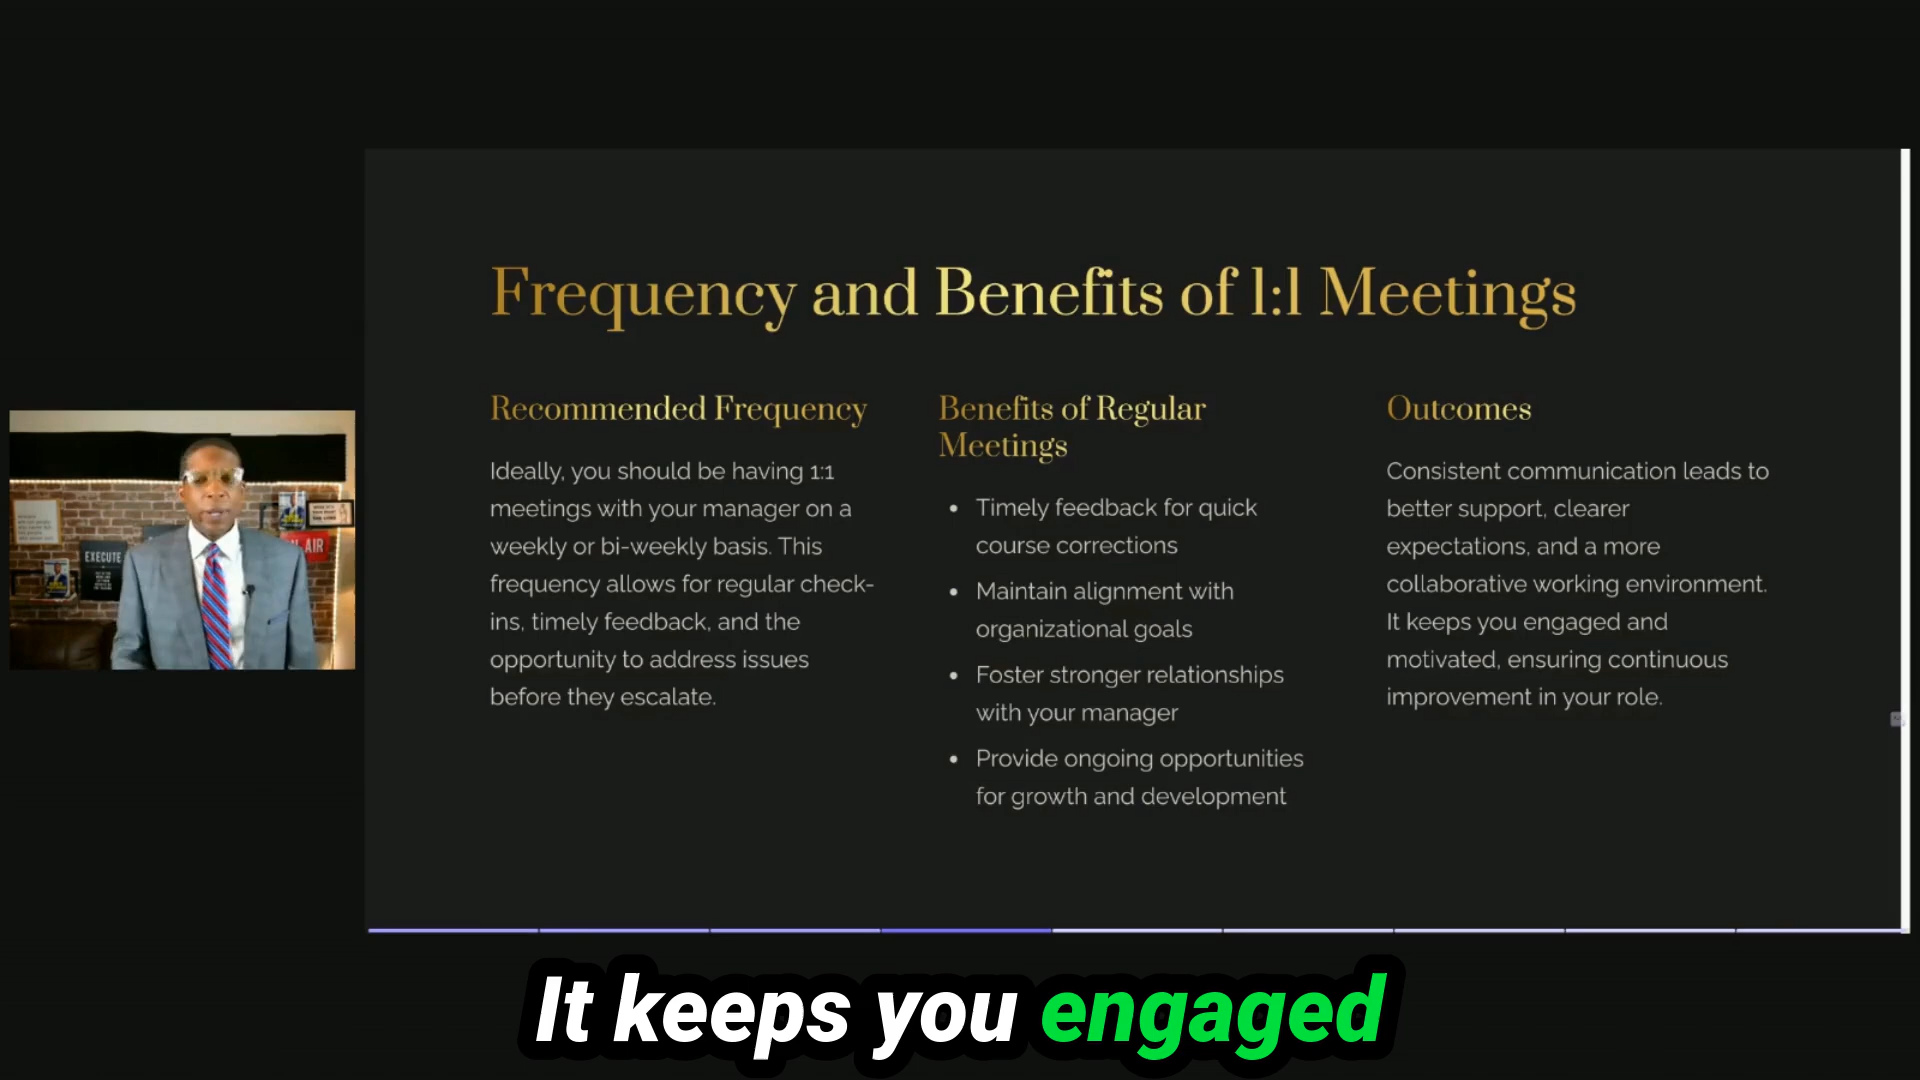 Frequency and Benefits of 1:1 Meetings
Recommended Frequency
Ideally, you should be having 1:1
meetings with your manager on a
weekly or bi-weekly basis. This
frequency allows for regular check-
ins, timely feedback, and the
opportunity to address issues
before they escalate.
Benefits of Regular
Meetings
• Timely feedback for quick
course corrections
• Maintain alignment with
organizational goals
• Foster stronger relationships
with your manager
• Provide ongoing opportunities
for growth and development
Outcomes
Consistent communication leads to
better support, clearer
expectations, and a more
collaborative working environment.
It keeps you engaged and
motivated, ensuring continuous
improvement in your role.
EXECUTE
AIR
It keeps you engaged